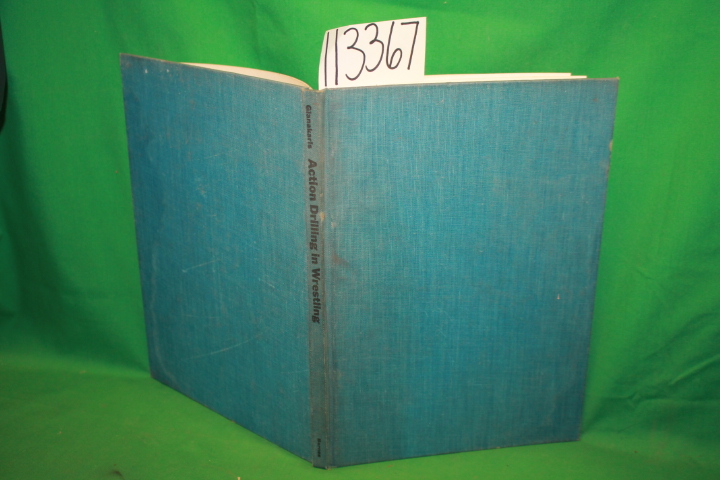 113367
Gianakaris
Action Drilling in Wrestling